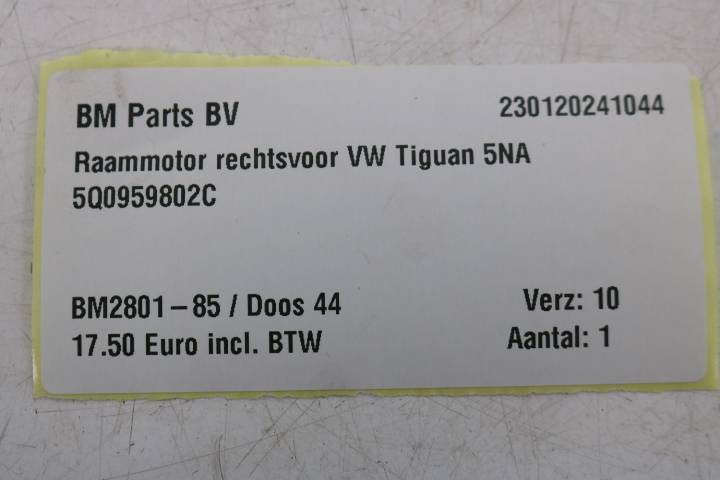 BM Parts BV 230120241044
Raammotor rechtsvoor VW Tiguan 5NA
5Q0959802C
BM2801-85 / Doos 44 Verz: 10
17.50 Euro incl. BTW Aantal: 1